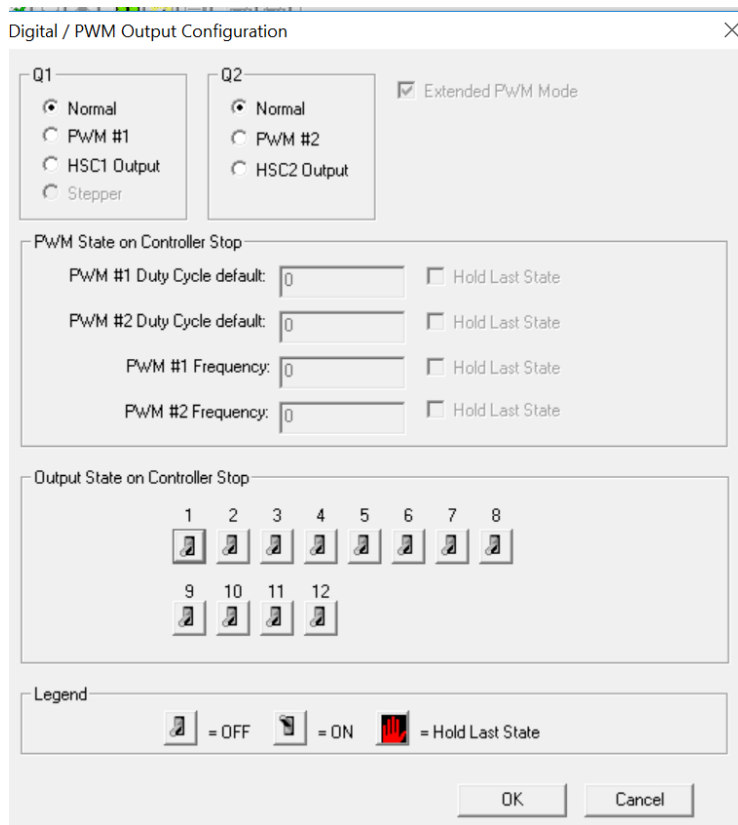 Digital / PWM Output Configuration
Q1
Normal
PWM #1
HSC1 Output
Stepper
Q2
Normal
PWM #2
HSC2 Output
Extended PWM Mode
PWM State on Controller Stop
PWM #1 Duty Cycle default: 0 Hold Last State
PWM #2 Duty Cycle default: 0 Hold Last State
PWM #1 Frequency: 0 Hold Last State
PWM #2 Frequency: 0 Hold Last State
Output State on Controller Stop
1 2 3 4 5 6 7 8
9 10 11 12
Legend
= OFF = ON = Hold Last State
OK Cancel